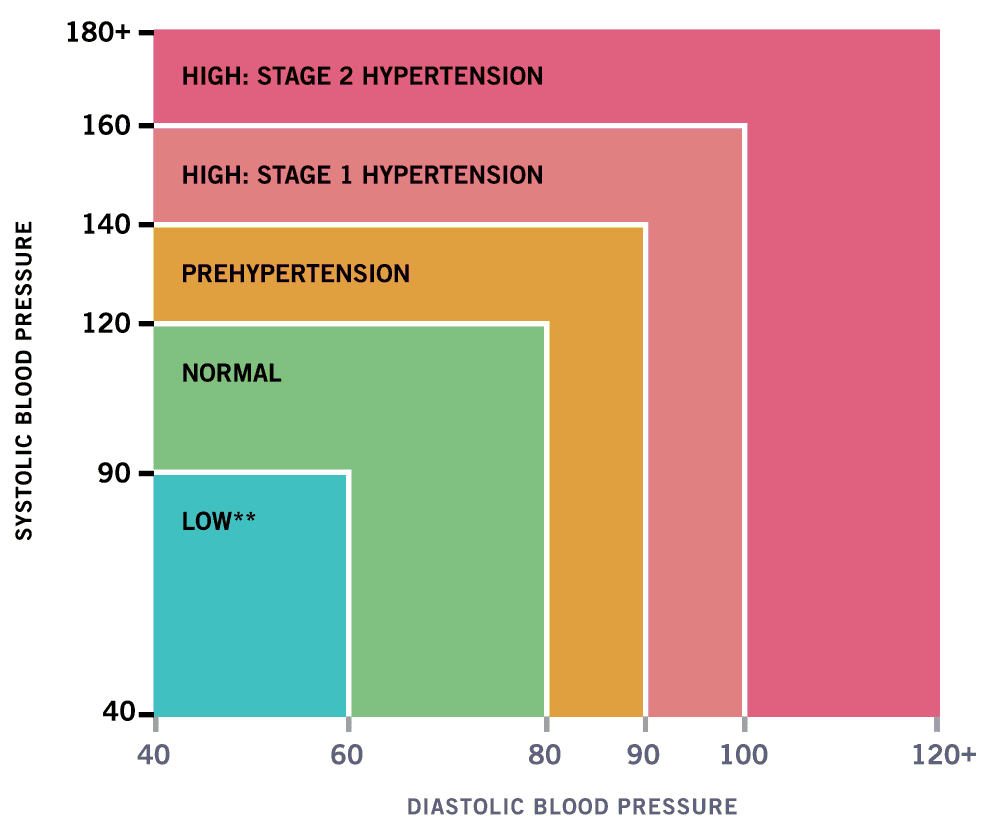 180+
HIGH: STAGE 2 HYPERTENSION
160
HIGH: STAGE 1 HYPERTENSION
140
PREHYPERTENSION
120
NORMAL
90
LOW**
40
SYSTOLIC BLOOD PRESSURE
40 60 80 90 100 120+
DIASTOLIC BLOOD PRESSURE